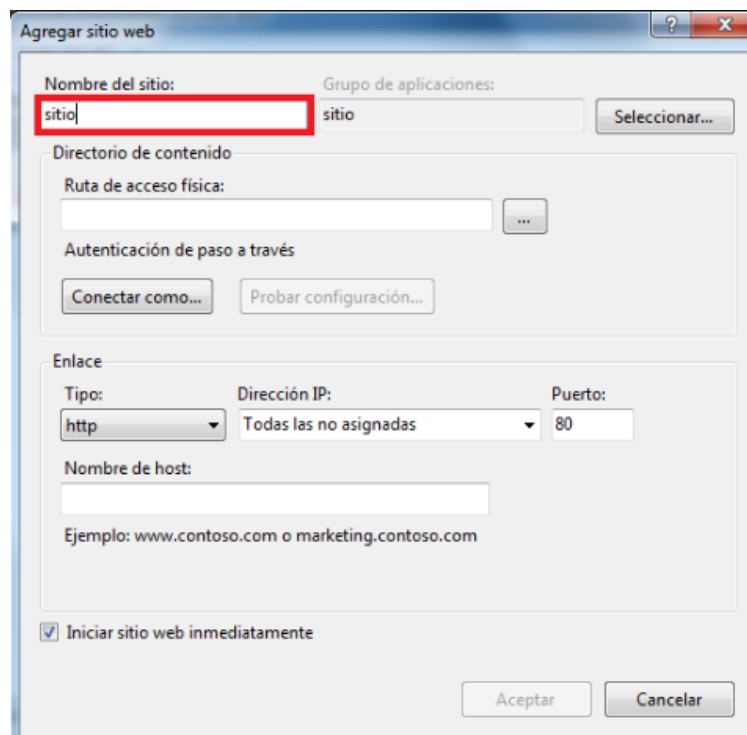 Agregar sitio web
Nombre del sitio: Grupo de aplicaciones:
sitio sitio Seleccionar...
Directorio de contenido
Ruta de acceso física:
...
Autenticación de paso a través
Conectar como... Probar configuración...
Enlace
Tipo: Dirección IP: Puerto:
http Todas las no asignadas 80
Nombre de host:
Ejemplo: www.contoso.com o marketing.contoso.com
Iniciar sitio web inmediatamente
Aceptar Cancelar